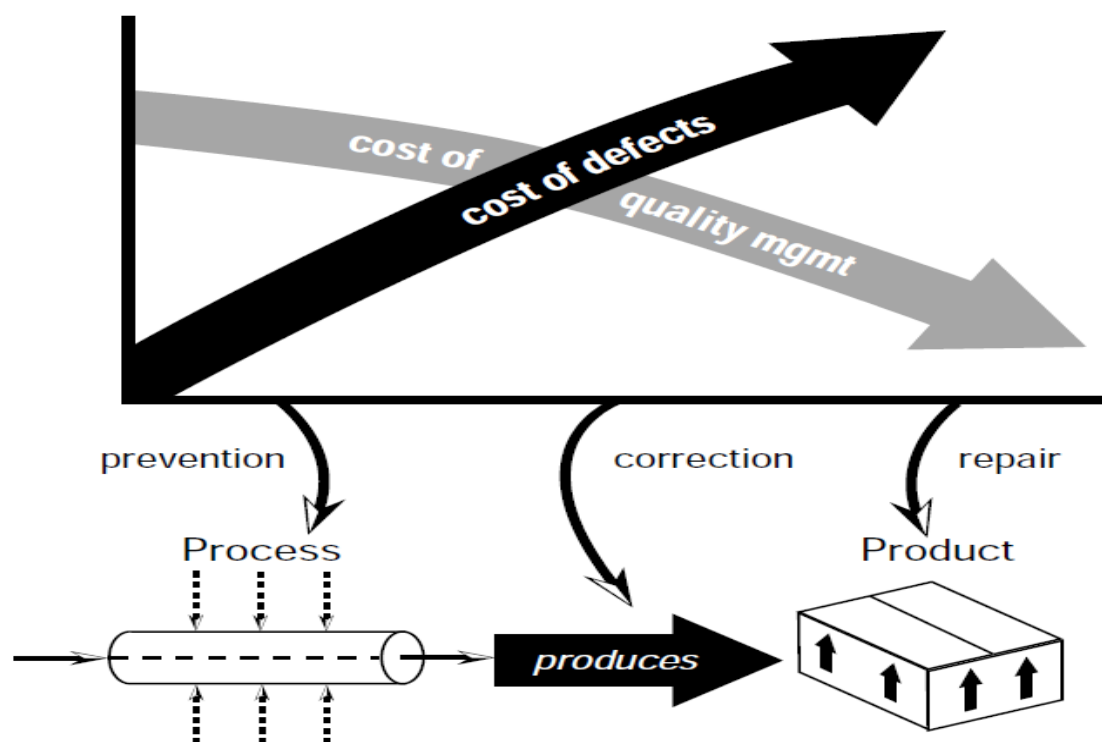 cost of quality mgmt
cost of defects
prevention
correction
repair
Process
Product
produces